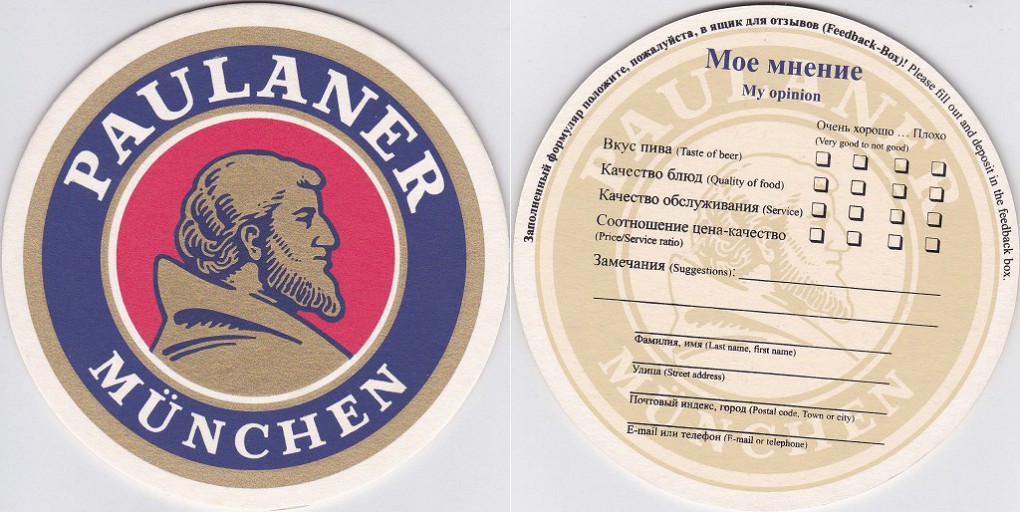 PAULANER
MÜNCHEN
Заполненный формуляр положите, пожалуйста, в ящик для отзывов (Feedback-Box)! Please fill out and deposit in the feedback box.
Мое мнение
My opinion
Очень хорошо ... Плохо
(Very good to not good)
Вкус пива (Taste of beer)
Качество блюд (Quality of food)
Качество обслуживания (Service)
Соотношение цена-качество
(Price/Service ratio)
Замечания (Suggestions):
Фамилия, имя (Last name, first name)
Улица (Street address)
Почтовый индекс, город (Postal code, Town or city)
E-mail или телефон (E-mail or telephone)
PAULANER
MÜNCHEN